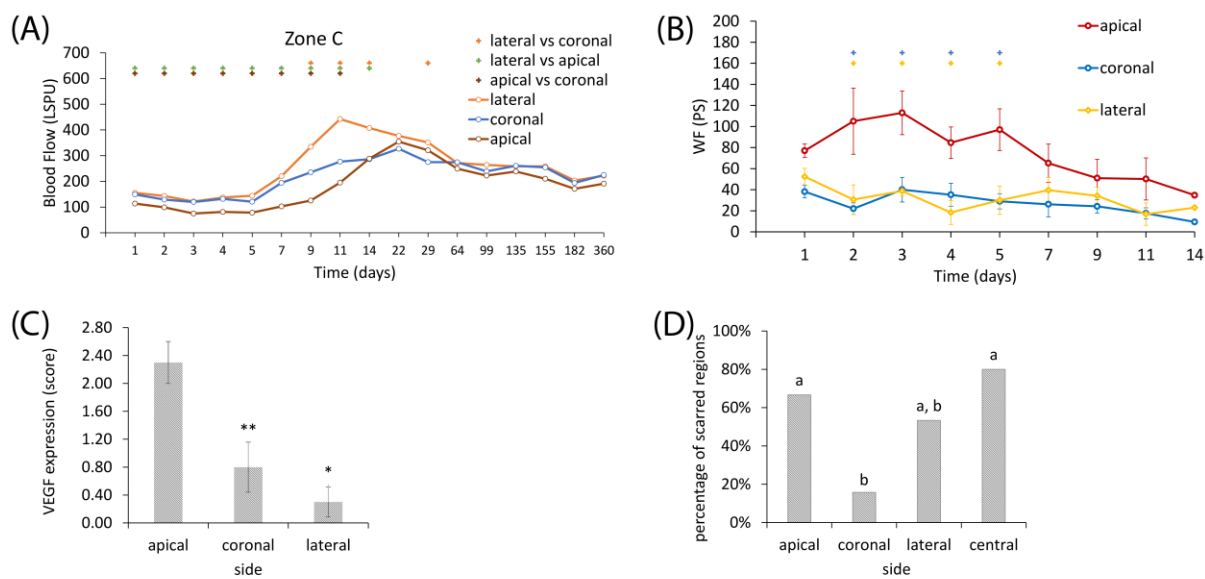 (A)
Zone C
Blood Flow (LSPU)
700
600
500
400
300
200
100
0
1 2 3 4 5 7 9 11 14 22 29 64 99 135 155 182 360
Time (days)
lateral vs coronal
lateral vs apical
apical vs coronal
lateral
coronal
apical
(B)
WF (PS)
200
180
160
140
120
100
80
60
40
20
0
1 2 3 4 5 7 9 11 14
Time (days)
apical
coronal
lateral
(C)
VEGF expression (score)
2.80
2.40
2.00
1.60
1.20
0.80
0.40
0.00
**
*
apical coronal lateral
side
(D)
percentage of scarred regions
100%
80%
60%
40%
20%
0%
a
b
a, b
a
apical coronal lateral central
side